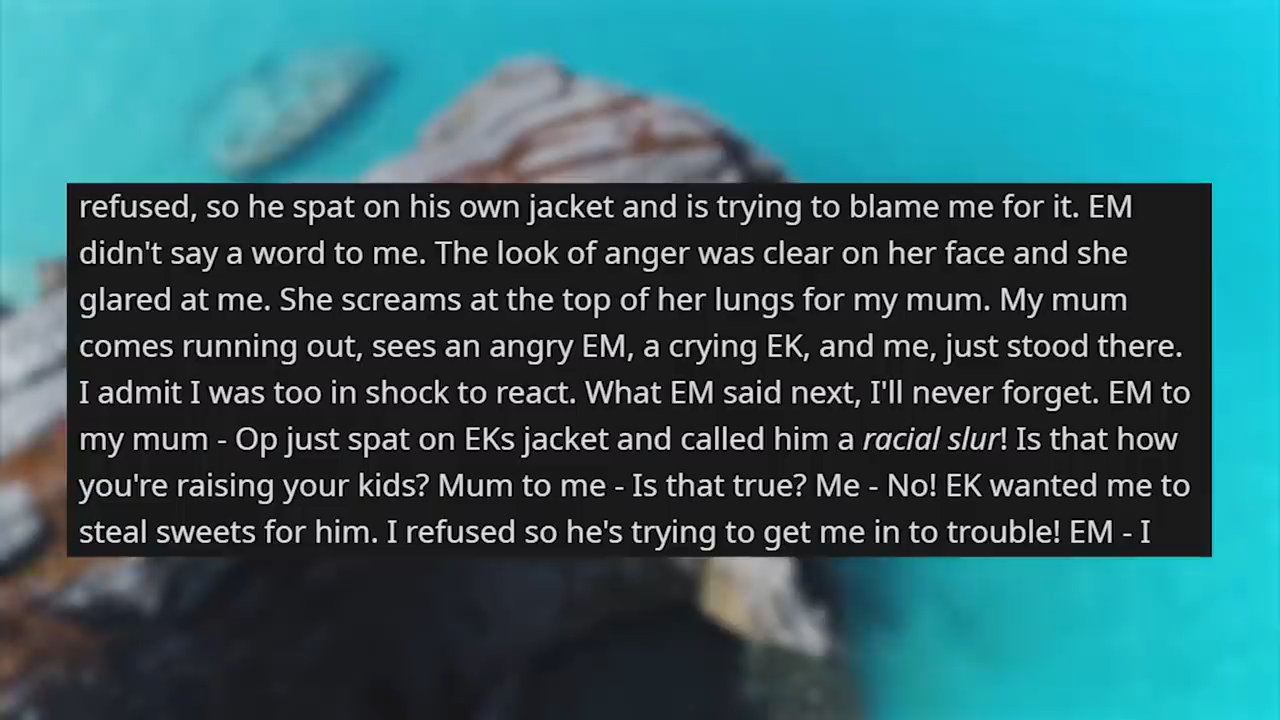 refused, so he spat on his own jacket and is trying to blame me for it. EM
didn't say a word to me. The look of anger was clear on her face and she
glared at me. She screams at the top of her lungs for my mum. My mum
comes running out, sees an angry EM, a crying EK, and me, just stood there.
I admit I was too in shock to react. What EM said next, I'll never forget. EM to
my mum - Op just spat on EKs jacket and called him a racial slur! Is that how
you're raising your kids? Mum to me - Is that true? Me - No! EK wanted me to
steal sweets for him. I refused so he's trying to get me in to trouble! EM - I